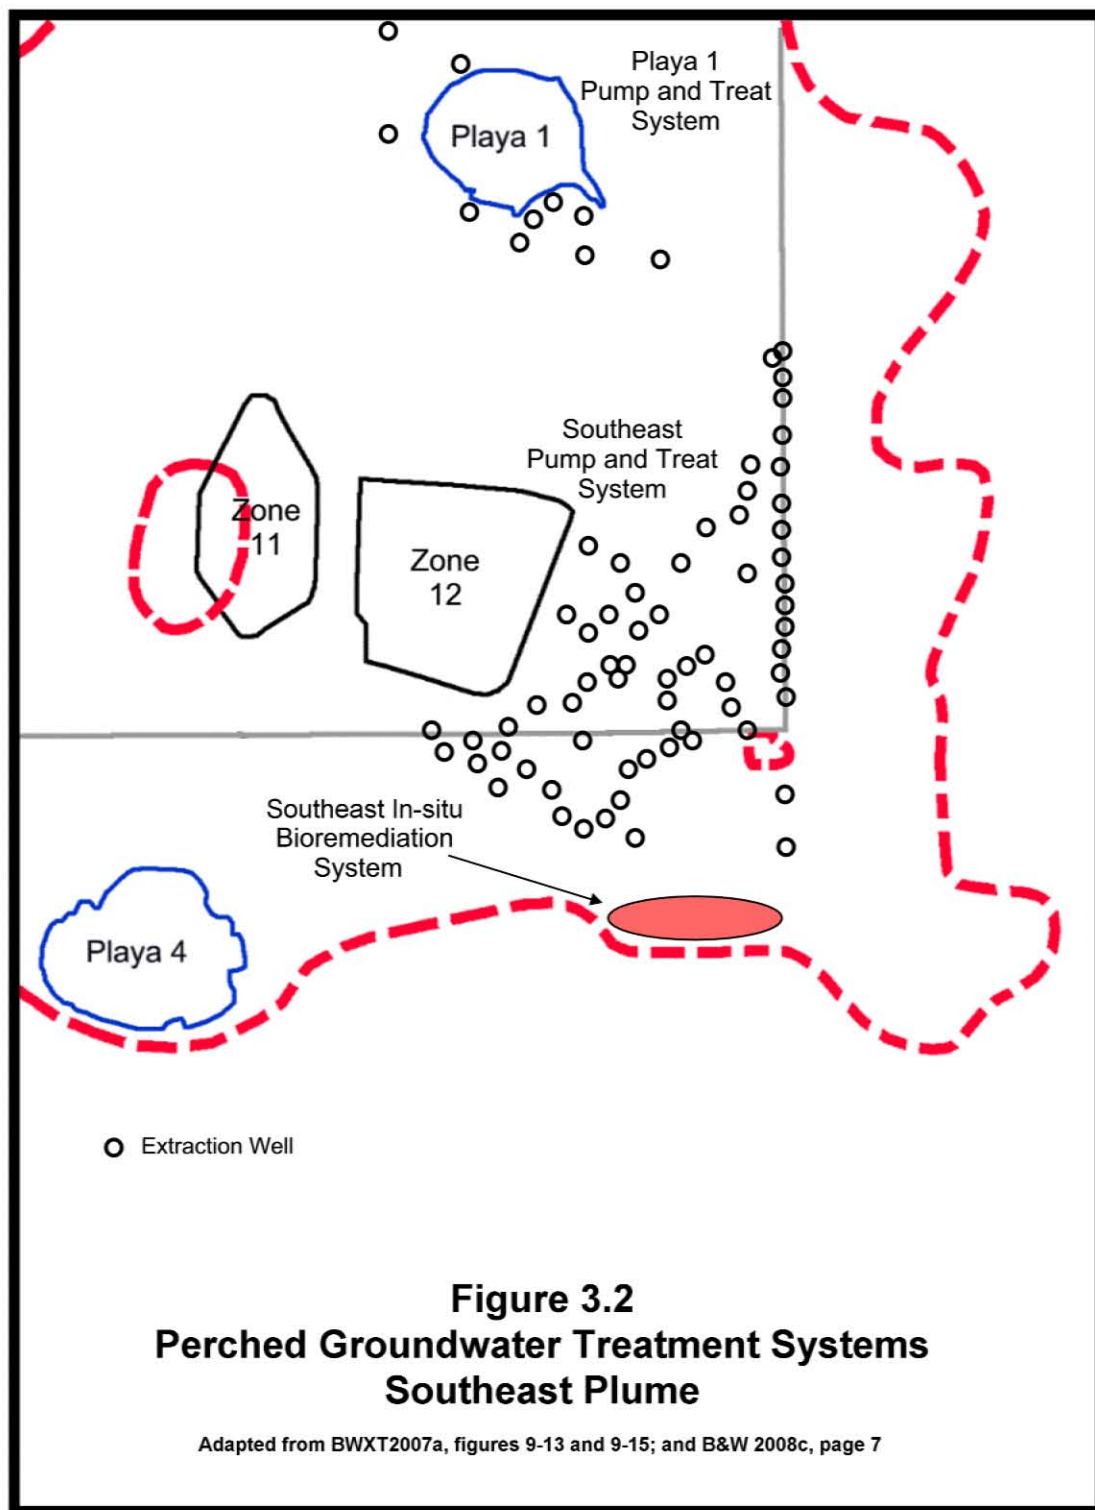 Playa 1
Pump and Treat
System
Playa 1
Southeast
Pump and Treat
System
Zone
11
Zone
12
Southeast In-situ
Bioremediation
System
Playa 4
Extraction Well
Figure 3.2
Perched Groundwater Treatment Systems
Southeast Plume
Adapted from BWXT2007a, figures 9-13 and 9-15; and B&W 2008c, page 7